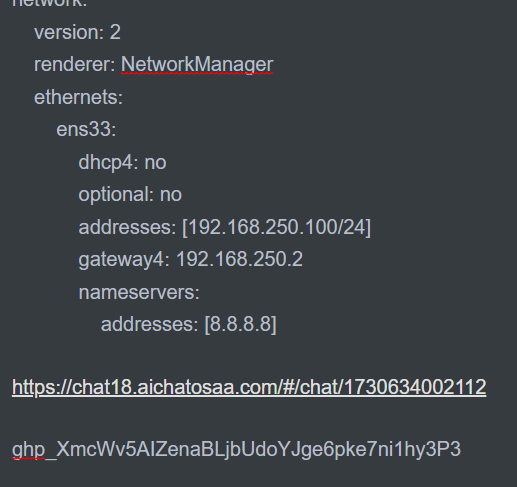 network:
version: 2
renderer: NetworkManager
ethernets:
ens33:
dhcp4: no
optional: no
addresses: [192.168.250.100/24]
gateway4: 192.168.250.2
nameservers:
addresses: [8.8.8.8]
https://chat18.aichatosaa.com/#/chat/1730634002112
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